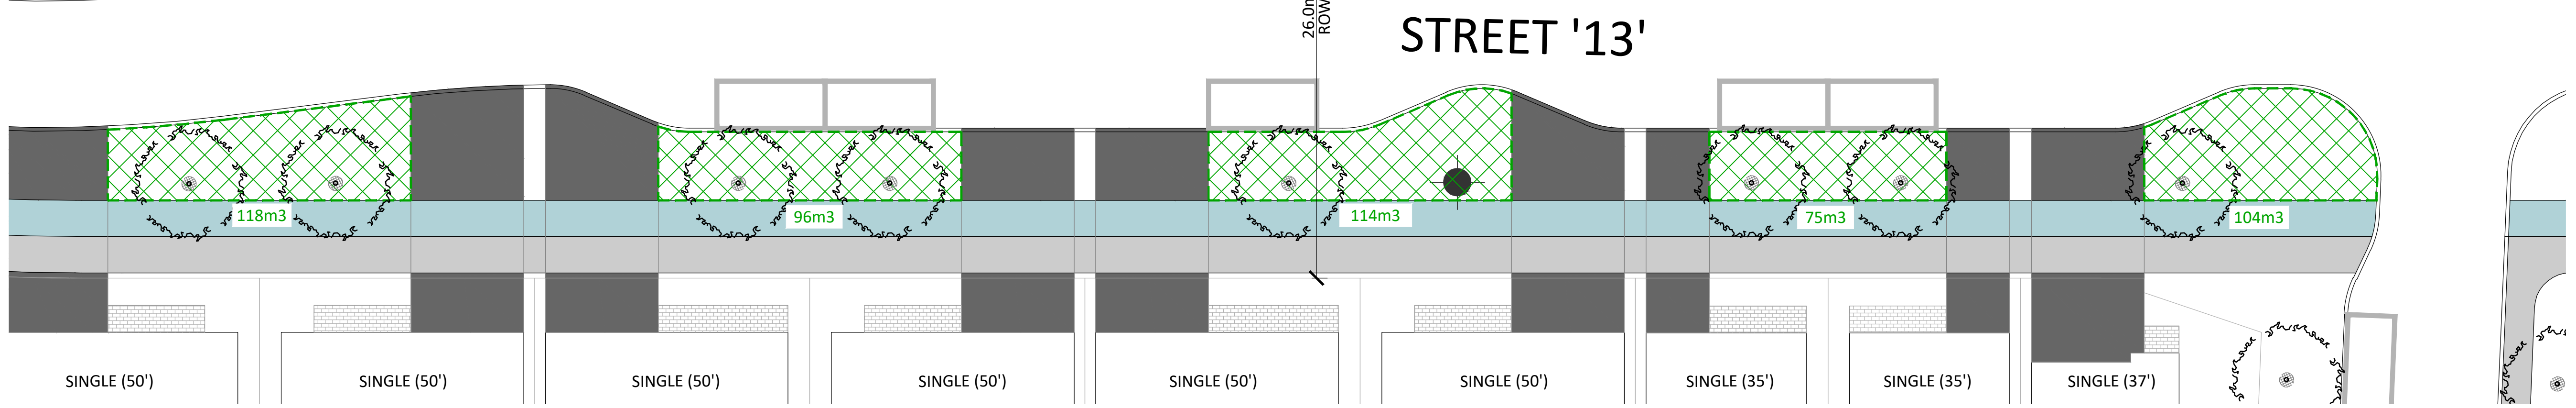 STREET '13'
26.0m
ROW
118m3
96m3
114m3
75m3
104m3
SINGLE (50')
SINGLE (50')
SINGLE (50')
SINGLE (50')
SINGLE (50')
SINGLE (50')
SINGLE (35')
SINGLE (35')
SINGLE (37')